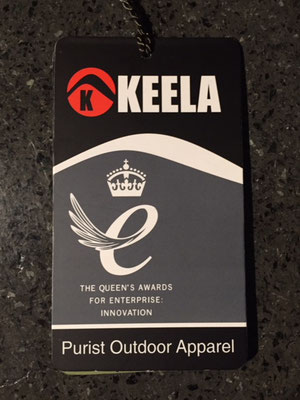 K KEELA
e
THE QUEEN'S AWARDS
FOR ENTERPRISE:
INNOVATION
Purist Outdoor Apparel